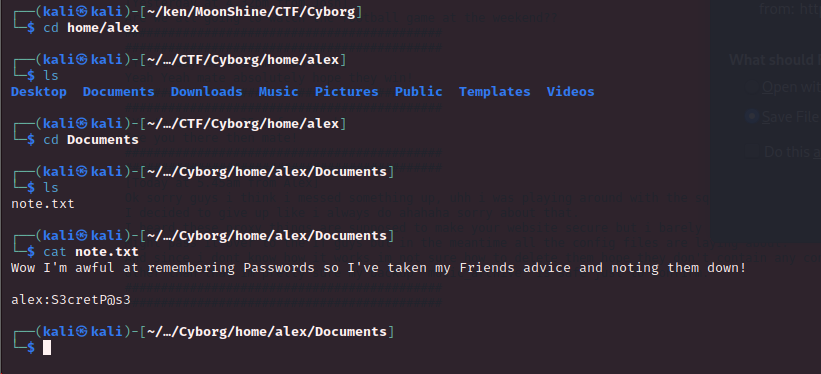 ┌──(kali㉿kali)-[~/ken/MoonShine/CTF/Cyborg]
└─$ cd home/alex
┌──(kali㉿kali)-[~/…/CTF/Cyborg/home/alex]
└─$ ls
Desktop Documents Downloads Music Pictures Public Templates Videos
┌──(kali㉿kali)-[~/…/CTF/Cyborg/home/alex]
└─$ cd Documents
┌──(kali㉿kali)-[~/…/Cyborg/home/alex/Documents]
└─$ ls
note.txt
┌──(kali㉿kali)-[~/…/Cyborg/home/alex/Documents]
└─$ cat note.txt
Wow I'm awful at remembering Passwords so I've taken my Friends advice and noting them down!
alex:S3cretP@s3
┌──(kali㉿kali)-[~/…/Cyborg/home/alex/Documents]
└─$
from:
What should
Open
Save File
Do this